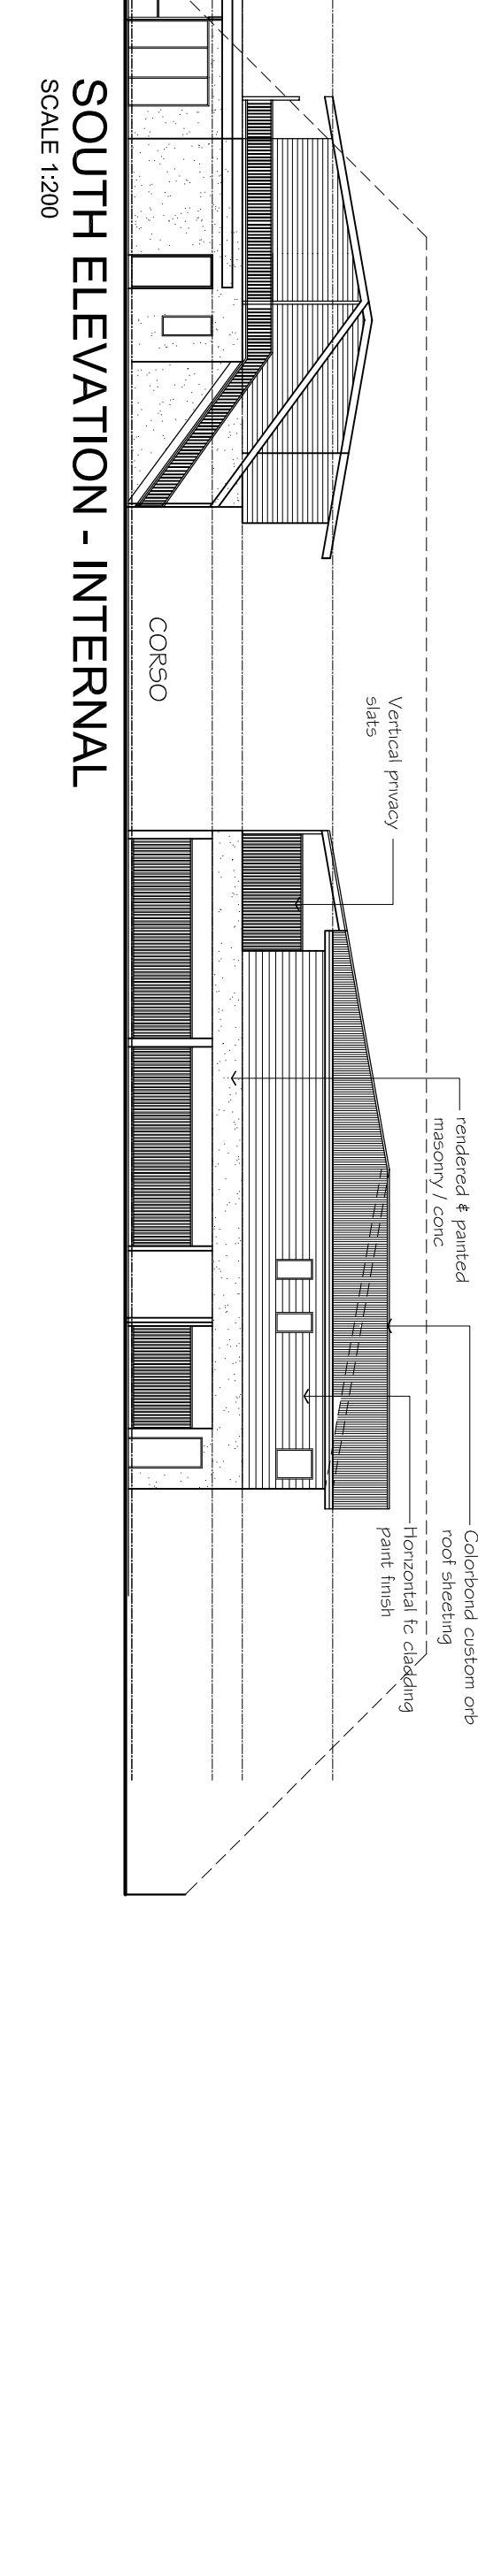 Colorbond custom orb
roof sheeting
rendered & painted
masonry / conc
Horizontal fc cladding
paint finish
Vertical privacy
slats
CORSO
SOUTH ELEVATION - INTERNAL
SCALE 1:200